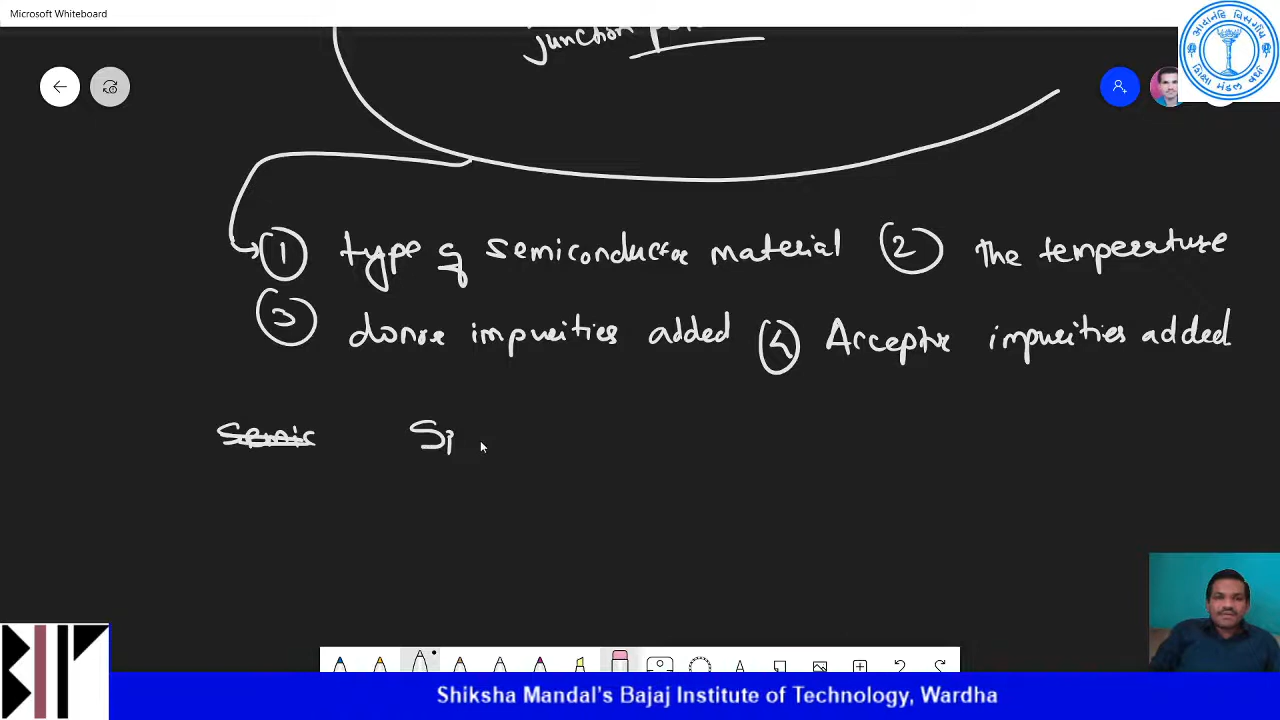 Microsoft Whiteboard
junction
① type of semiconductor material ② the temperature
③ donor impurities added ④ Acceptor impurities added
Semic Si
Shiksha Mandal's Bajaj Institute of Technology, Wardha